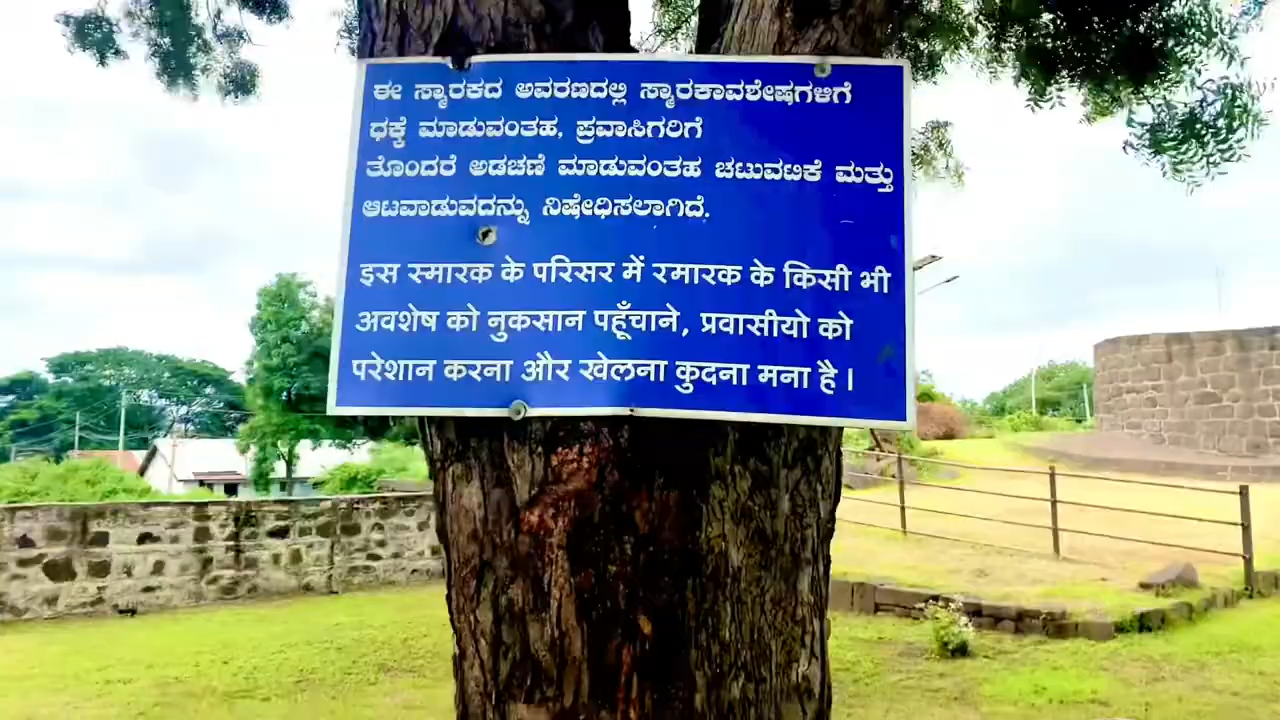 ಈ ಸ್ಮಾರಕದ ಅವರಣದಲ್ಲಿ ಸ್ಮಾರಕಾವಶೇಷಗಳಿಗೆ
ಧಕ್ಕೆ ಮಾಡುವಂತಹ, ಪ್ರವಾಸಿಗರಿಗೆ
ತೊಂದರೆ ಅಡಚಣೆ ಮಾಡುವಂತಹ ಚಟುವಟಿಕೆ ಮತ್ತು
ಆಟವಾಡುವದನ್ನು ನಿಷೇಧಿಸಲಾಗಿದೆ.
इस स्मारक के परिसर में रमारक के किसी भी
अवशेष को नुकसान पहूँचाने, प्रवासीयो को
परेशान करना और खेलना कुदना मना है।